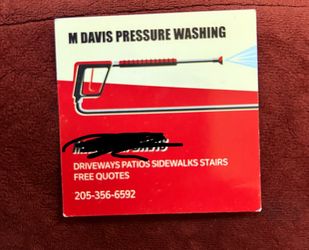 M DAVIS PRESSURE WASHING
DRIVEWAYS PATIOS SIDEWALKS STAIRS
FREE QUOTES
205-356-6592